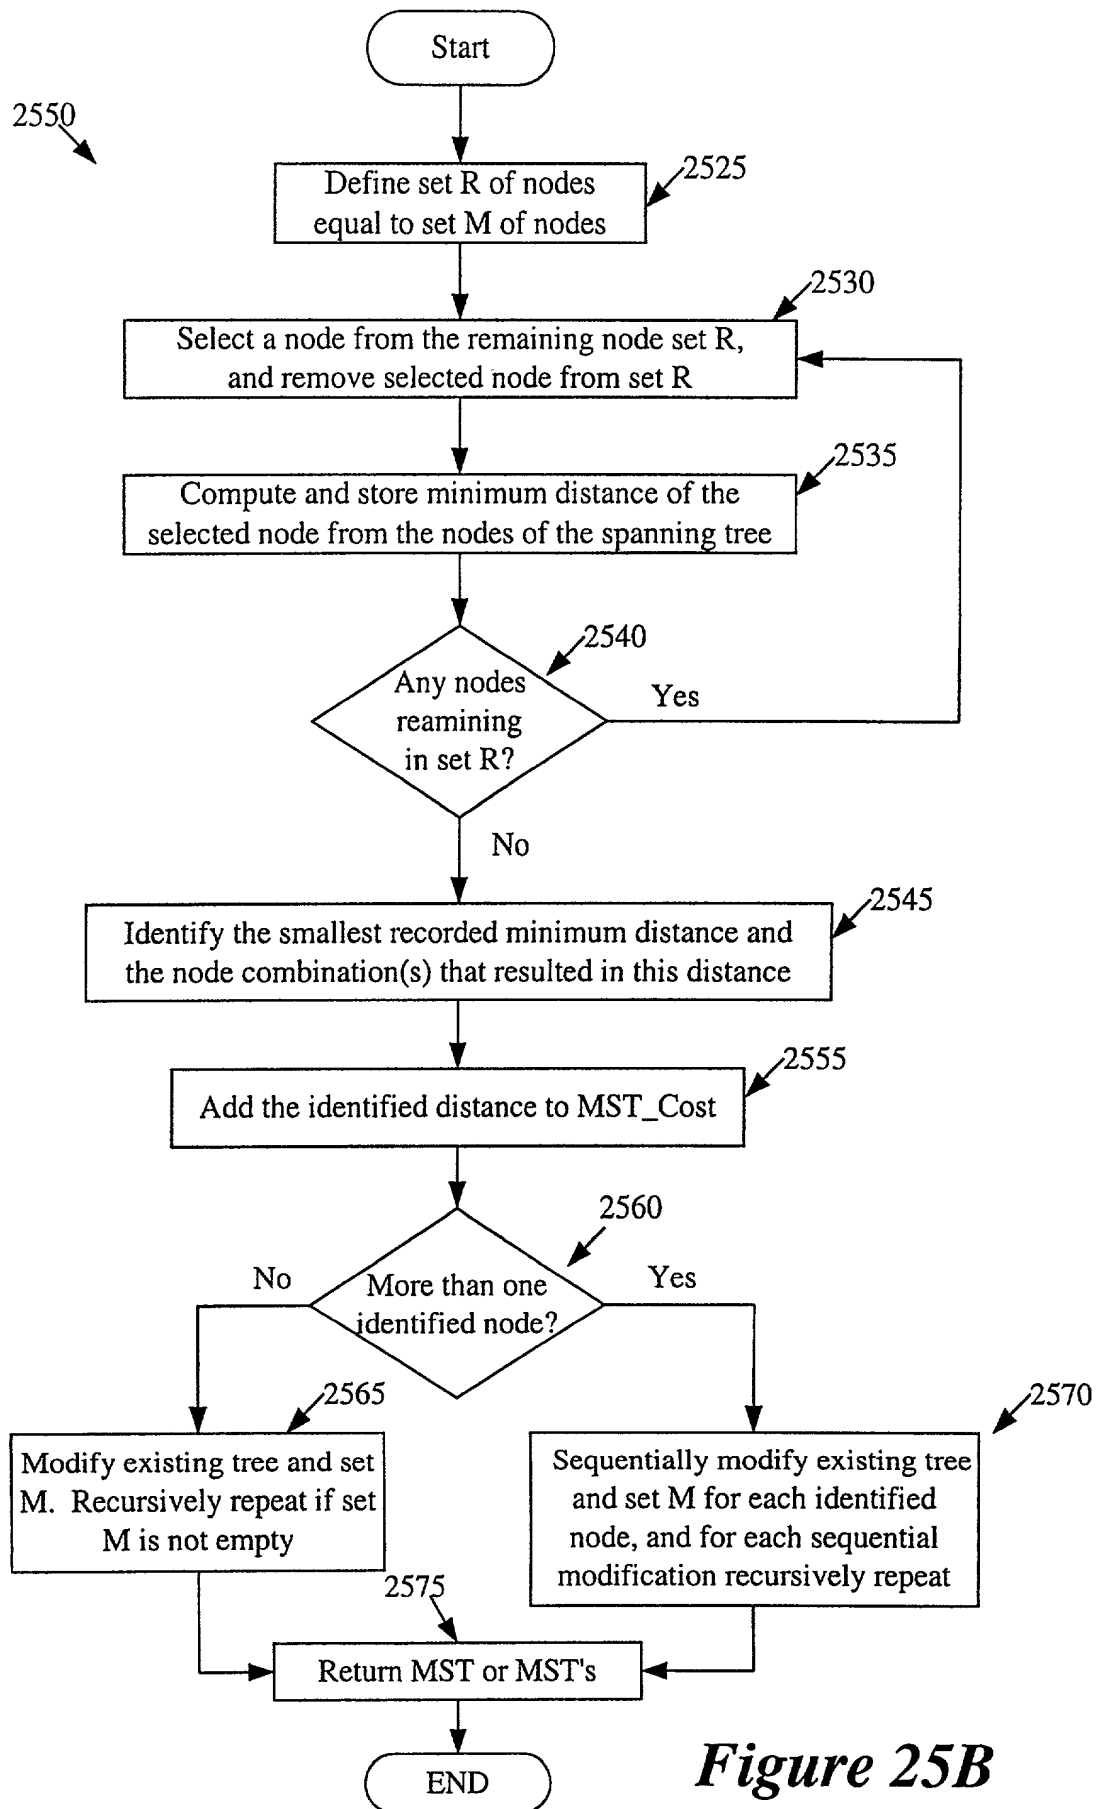 Start
2550
2525
Define set R of nodes
equal to set M of nodes
2530
Select a node from the remaining node set R,
and remove selected node from set R
2535
Compute and store minimum distance of the
selected node from the nodes of the spanning tree
2540
Any nodes
reamining
in set R?
Yes
No
2545
Identify the smallest recorded minimum distance and
the node combination(s) that resulted in this distance
2555
Add the identified distance to MST_Cost
2560
No
More than one
identified node?
Yes
2565
Modify existing tree and set
M. Recursively repeat if set
M is not empty
2570
Sequentially modify existing tree
and set M for each identified
node, and for each sequential
modification recursively repeat
2575
Return MST or MST's
END
Figure 25B